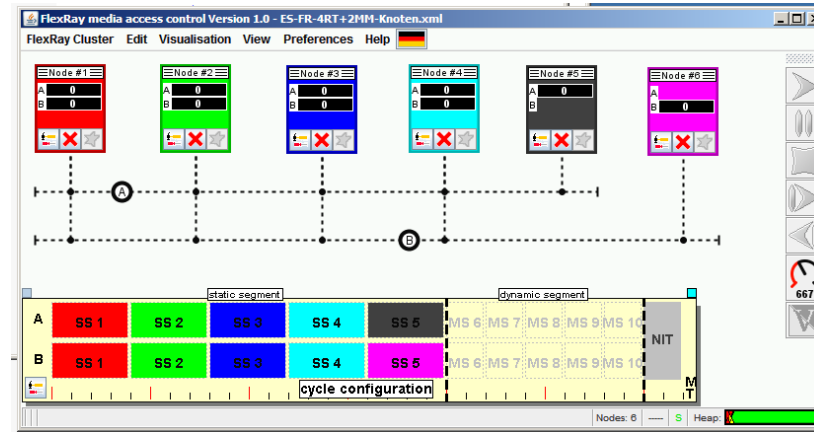 FlexRay media access control Version 1.0 - ES-FR-4RT+2MM-Knoten.xml
FlexRay Cluster Edit Visualisation View Preferences Help
Node #1 Node #2 Node #3 Node #4 Node #5 Node #6
A 0 A 0 A 0 A 0 A 0 A
B 0 B 0 B 0 B 0 B B 0
A
B
667
static segment dynamic segment
A SS 1 SS 2 SS 3 SS 4 SS 5 MS 6 MS 7 MS 8 MS 9 MS 10
NIT
B SS 1 SS 2 SS 3 SS 4 SS 5 MS 6 MS 7 MS 8 MS 9 MS 10
cycle configuration
M
T
Nodes: 6 ---- S Heap: